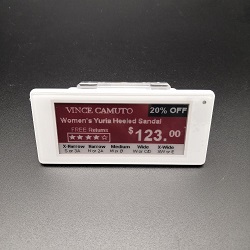 VINCE CAMUTO 20% OFF
Women's Yuria Heeled Sandal
FREE Returns
$123.00
X-Narrow Narrow Medium Wide X-Wide